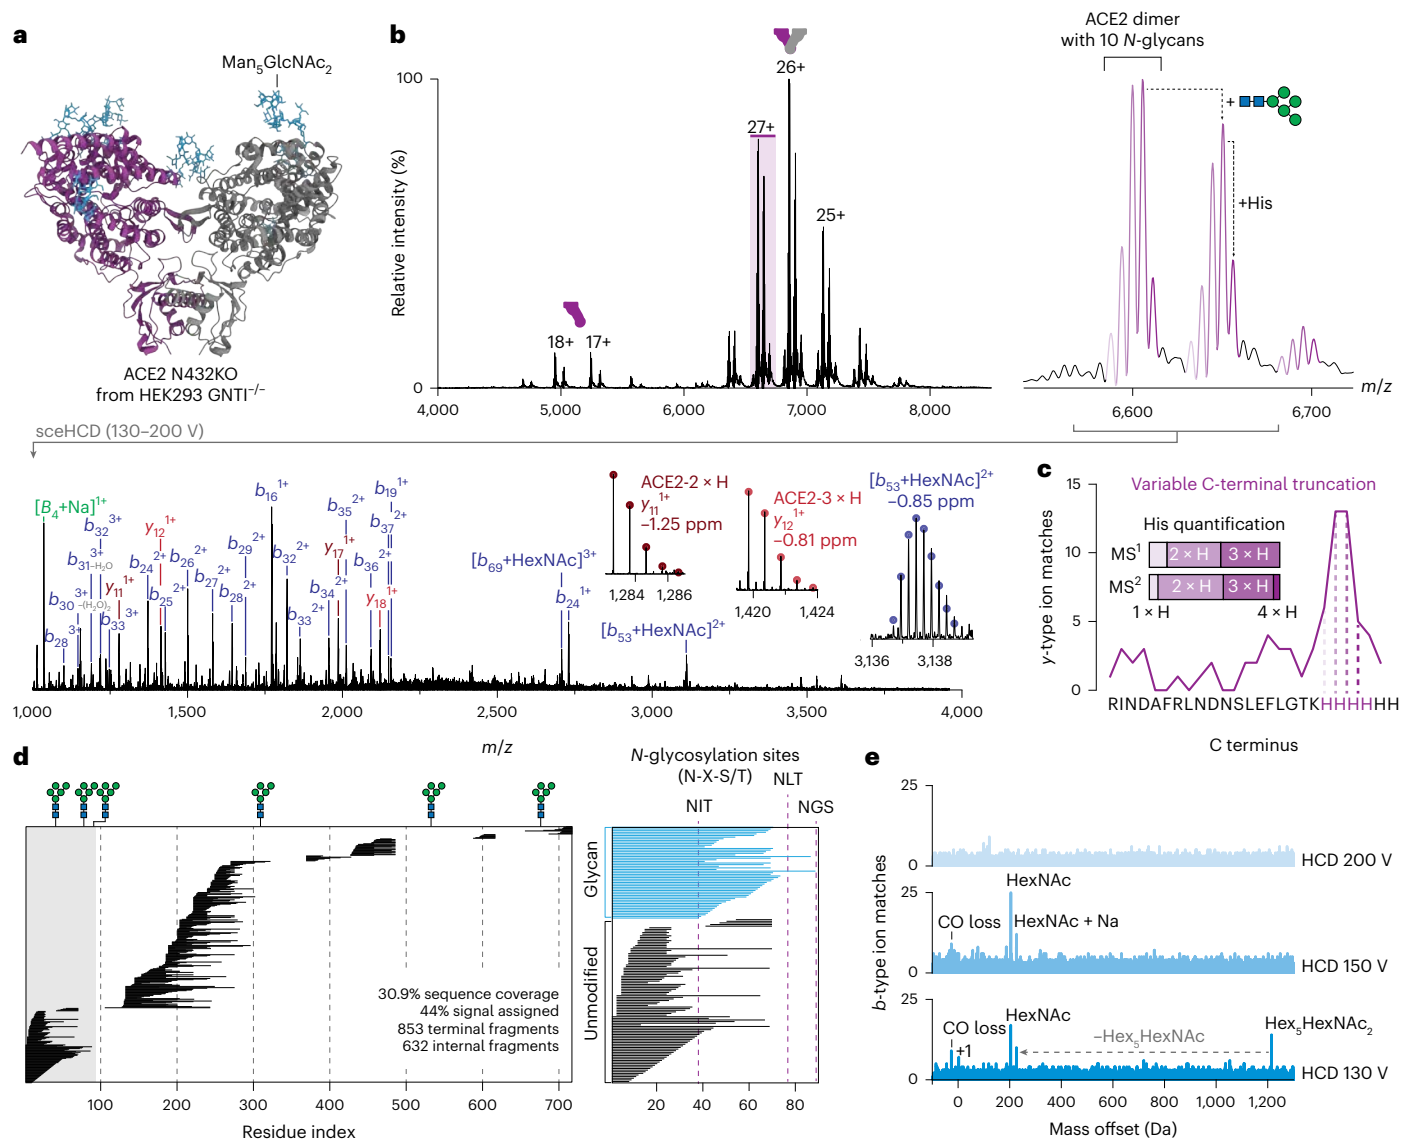 a
Man5GlcNAc2
ACE2 N432KO
from HEK293 GNTI−/−
b
Relative intensity (%)
100
0
18+
17+
27+
26+
25+
4,000
5,000
6,000
7,000
8,000
m/z
ACE2 dimer
with 10 N-glycans
+
+His
6,600
6,700
sceHCD (130–200 V)
[B4+Na]1+
b32 3+
b31–H2O 3+
b30–(H2O)2 3+
b28 3+
b33 3+
y11 1+
y12 1+
b24 2+
b25 2+
b26 2+
b27 2+
b28 2+
b29 2+
b16 1+
b32 2+
b33 2+
b34 2+
y17 1+
b35 2+
b36 2+
y18 1+
b37 2+
b19 1+
[b69+HexNAc]3+
b24 1+
[b53+HexNAc]2+
ACE2-2 × H
y11 1+
−1.25 ppm
1,284
1,286
ACE2-3 × H
y12 1+
−0.81 ppm
1,420
1,424
[b53+HexNAc]2+
−0.85 ppm
3,136
3,138
1,000
1,500
2,000
2,500
3,000
3,500
4,000
m/z
c
y-type ion matches
15
10
5
0
Variable C-terminal truncation
His quantification
MS1
2 × H
3 × H
MS2
2 × H
3 × H
1 × H
4 × H
RINDAFRLNDNSLEFLGTKHHHHHH
C terminus
d
30.9% sequence coverage
44% signal assigned
853 terminal fragments
632 internal fragments
100
200
300
400
500
600
700
Residue index
N-glycosylation sites
(N-X-S/T)
NIT
NLT
NGS
Glycan
Unmodified
20
40
60
80
e
b-type ion matches
25
0
HCD 200 V
25
HexNAc
CO loss
HexNAc + Na
0
HCD 150 V
25
HexNAc
CO loss
+1
−Hex5HexNAc
Hex5HexNAc2
0
HCD 130 V
0
200
400
600
800
1,000
1,200
Mass offset (Da)